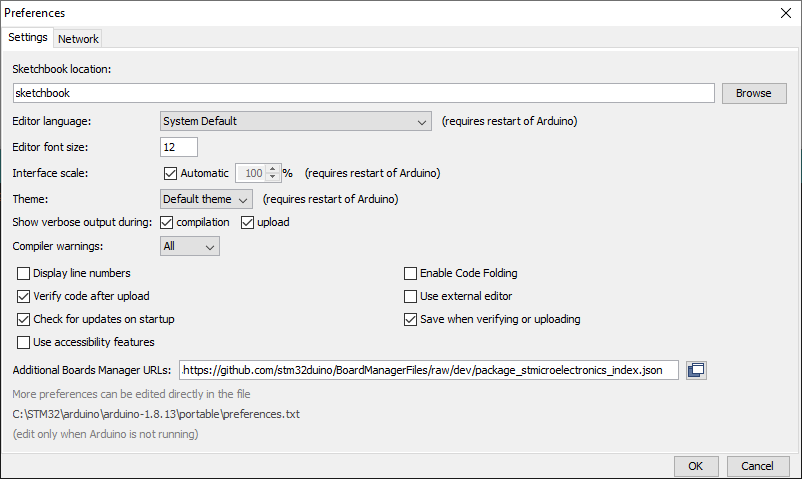 Preferences
Settings Network
Sketchbook location:
sketchbook Browse
Editor language: System Default (requires restart of Arduino)
Editor font size: 12
Interface scale: Automatic 100 % (requires restart of Arduino)
Theme: Default theme (requires restart of Arduino)
Show verbose output during: compilation upload
Compiler warnings: All
Display line numbers Enable Code Folding
Verify code after upload Use external editor
Check for updates on startup Save when verifying or uploading
Use accessibility features
Additional Boards Manager URLs: https://github.com/stm32duino/BoardManagerFiles/raw/dev/package_stmicroelectronics_index.json
More preferences can be edited directly in the file
C:\STM32\arduino\arduino-1.8.13\portable\preferences.txt
(edit only when Arduino is not running)
OK Cancel